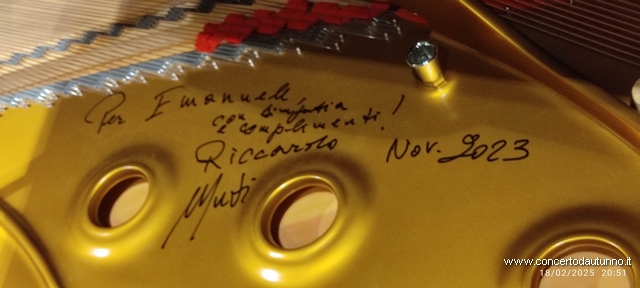 Per Emanuele,
con simpatia
e complimenti!
Riccardo
Muti
Nov. 2023
www.concertodautunno.it
18/02/2025 20:51